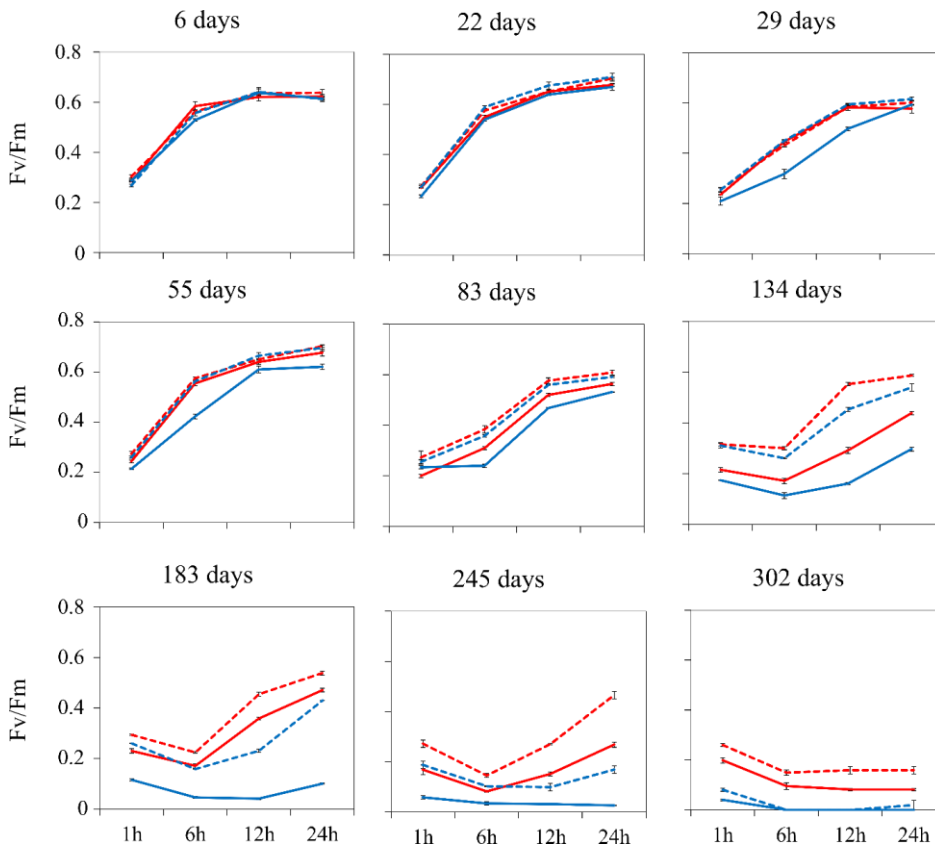 6 days
22 days
29 days
0.8
0.6
0.4
0.2
0
Fv/Fm
55 days
83 days
134 days
0.8
0.6
0.4
0.2
0
Fv/Fm
183 days
245 days
302 days
0.8
0.6
0.4
0.2
0
Fv/Fm
1h 6h 12h 24h
1h 6h 12h 24h
1h 6h 12h 24h